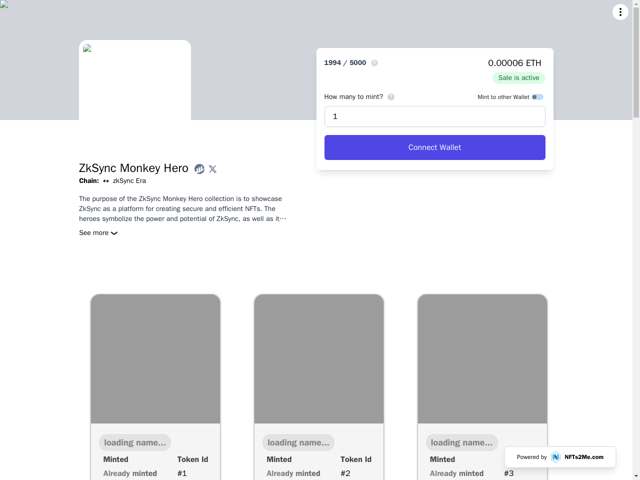 1994 / 5000
0.00006 ETH
Sale is active
How many to mint?
Mint to other Wallet
1
Connect Wallet
ZkSync Monkey Hero
Chain: zkSync Era
The purpose of the ZkSync Monkey Hero collection is to showcase
ZkSync as a platform for creating secure and efficient NFTs. The
heroes symbolize the power and potential of ZkSync, as well as it...
See more
loading name...
Minted Token Id
Already minted #1
loading name...
Minted Token Id
Already minted #2
loading name...
Minted
Already minted #3
Powered by NFTs2Me.com